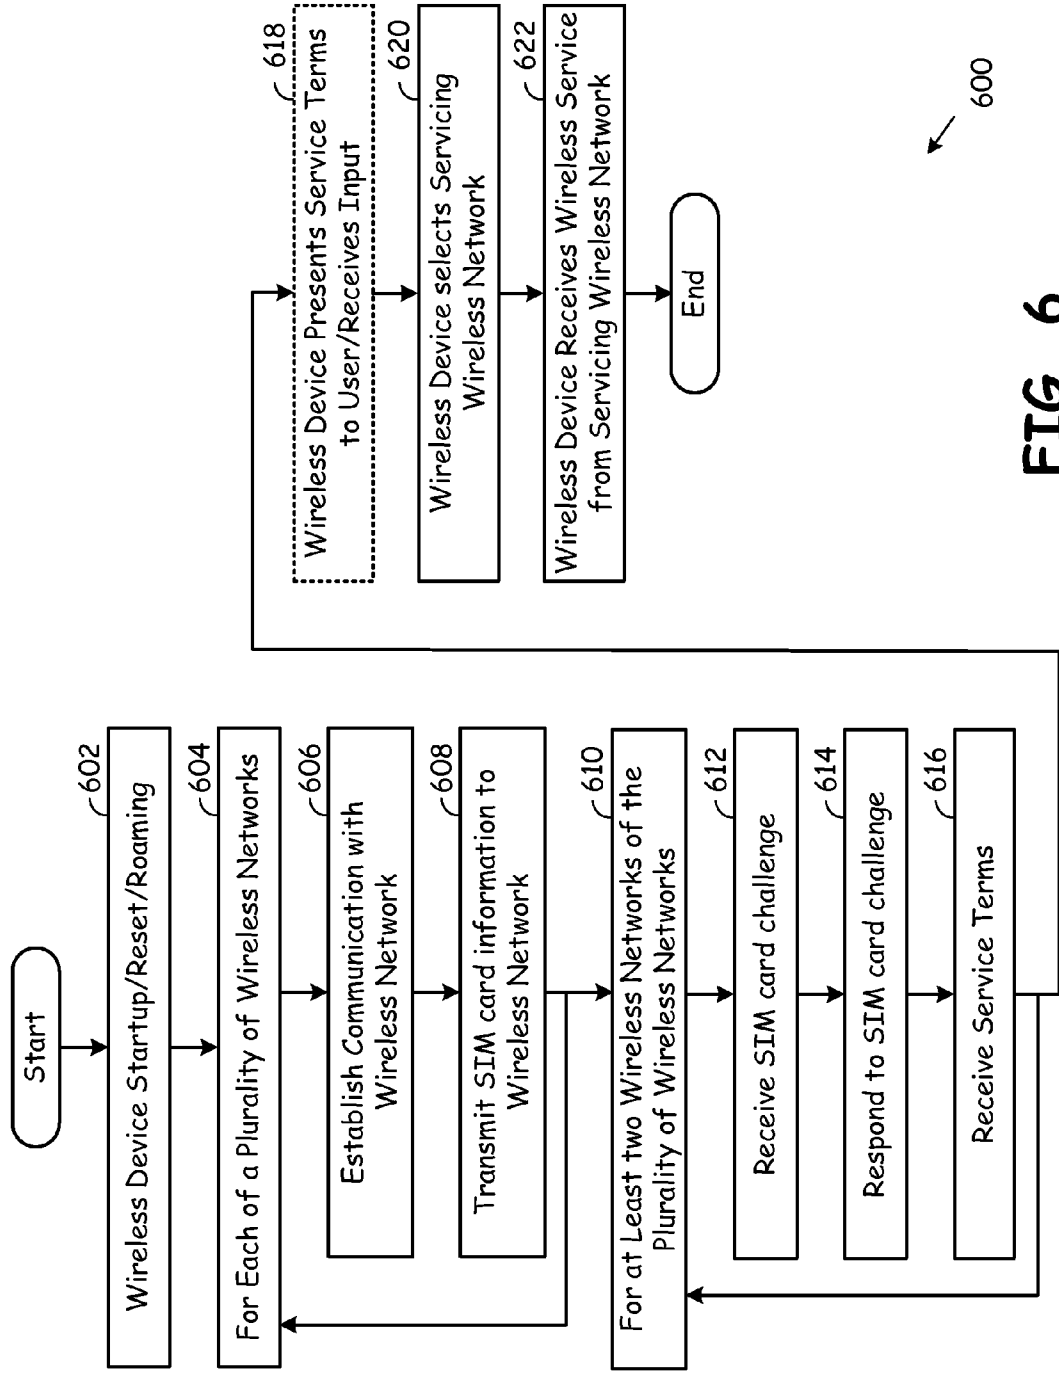 Start
602
Wireless Device Startup/Reset/Roaming
604
For Each of a Plurality of Wireless Networks
606
Establish Communication with
Wireless Network
608
Transmit SIM card information to
Wireless Network
610
For at Least two Wireless Networks of the
Plurality of Wireless Networks
612
Receive SIM card challenge
614
Respond to SIM card challenge
616
Receive Service Terms
618
Wireless Device Presents Service Terms
to User/Receives Input
620
Wireless Device selects Servicing
Wireless Network
622
Wireless Device Receives Wireless Service
from Servicing Wireless Network
End
600
FIG 6